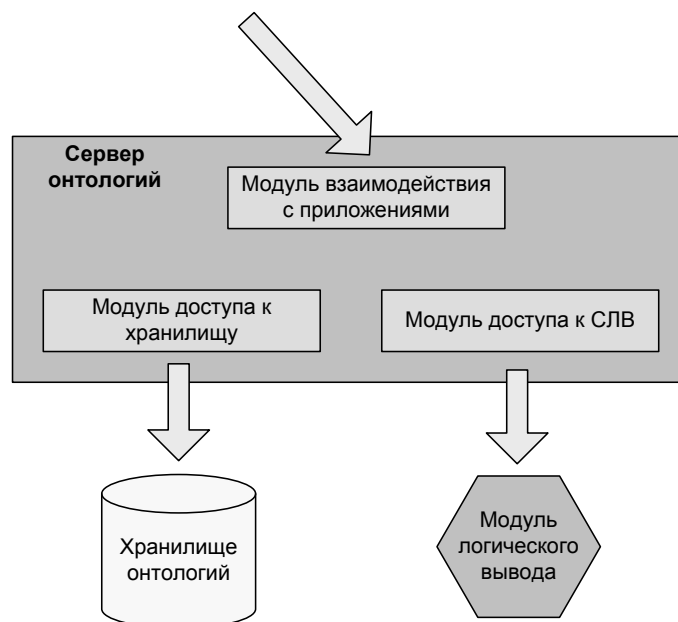 Сервер
онтологий
Модуль взаимодействия
с приложениями
Модуль доступа к
хранилищу
Модуль доступа к СЛВ
Хранилище
онтологий
Модуль
логического
вывода